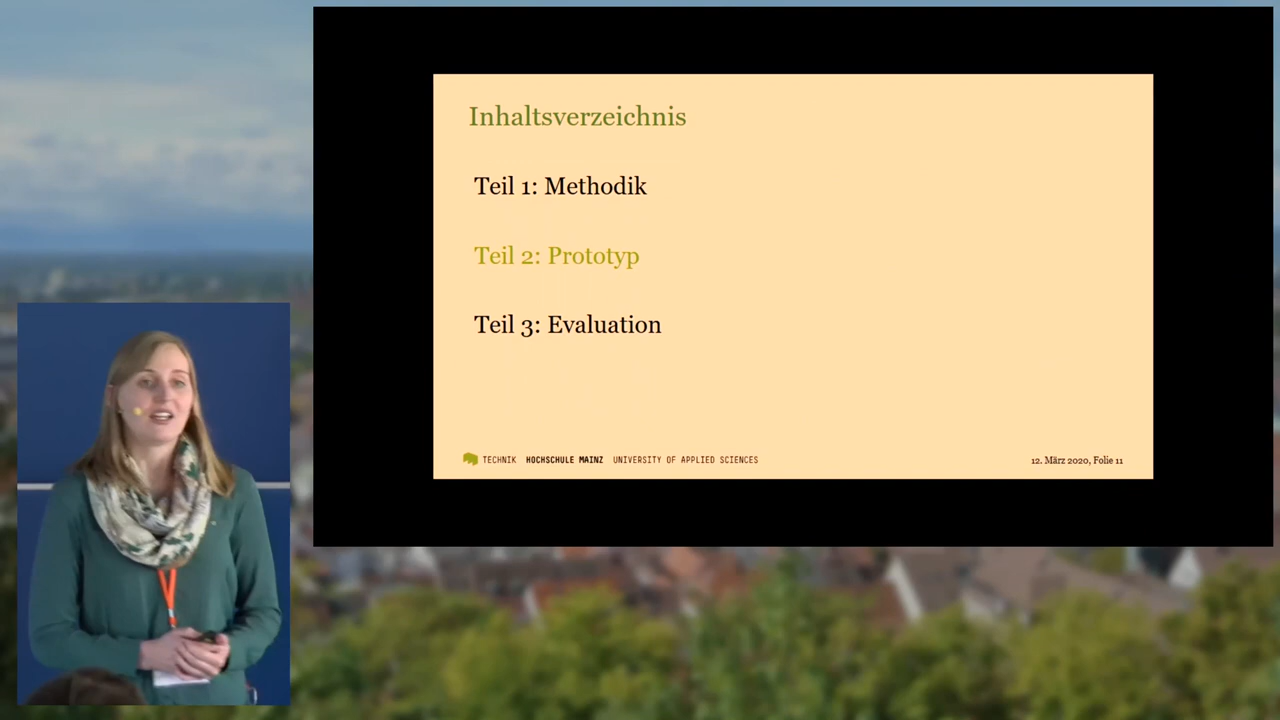 Inhaltsverzeichnis
Teil 1: Methodik
Teil 2: Prototyp
Teil 3: Evaluation
TECHNIK HOCHSCHULE MAINZ UNIVERSITY OF APPLIED SCIENCES
12. März 2020, Folie 11